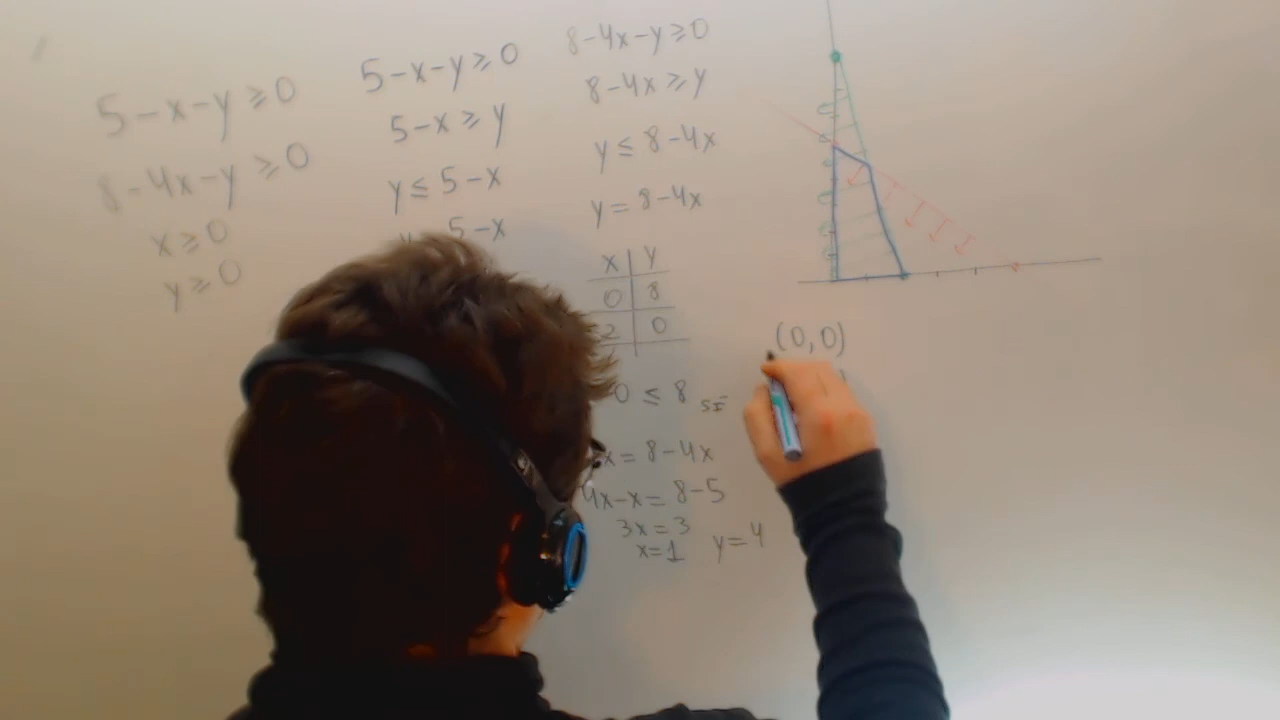 5-x-y ≥ 0
8-4x-y ≥ 0
x ≥ 0
y ≥ 0
5-x-y ≥ 0
5-x ≥ y
y ≤ 5-x
5-x
8-4x-y ≥ 0
8-4x ≥ y
y ≤ 8-4x
y = 8-4x
x y
0 8
2 0
0 ≤ 8 sí
x = 8-4x
4x-x = 8-5
3x = 3
x=1 y=4
(0,0)